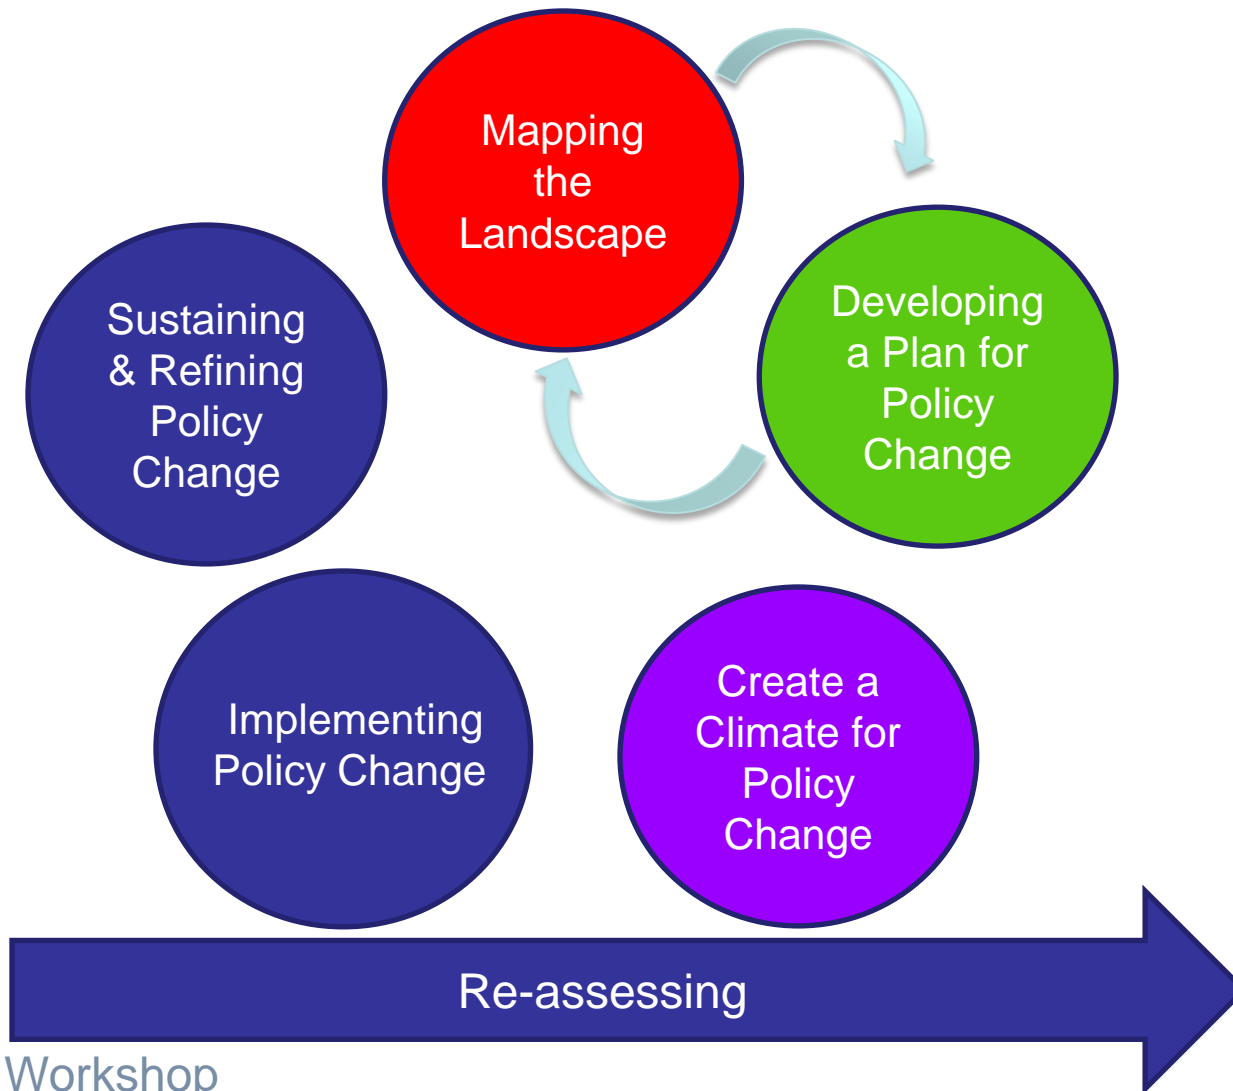 Mapping
the
Landscape
Developing
a Plan for
Policy
Change
Sustaining
& Refining
Policy
Change
Implementing
Policy Change
Create a
Climate for
Policy
Change
Re-assessing
Workshop